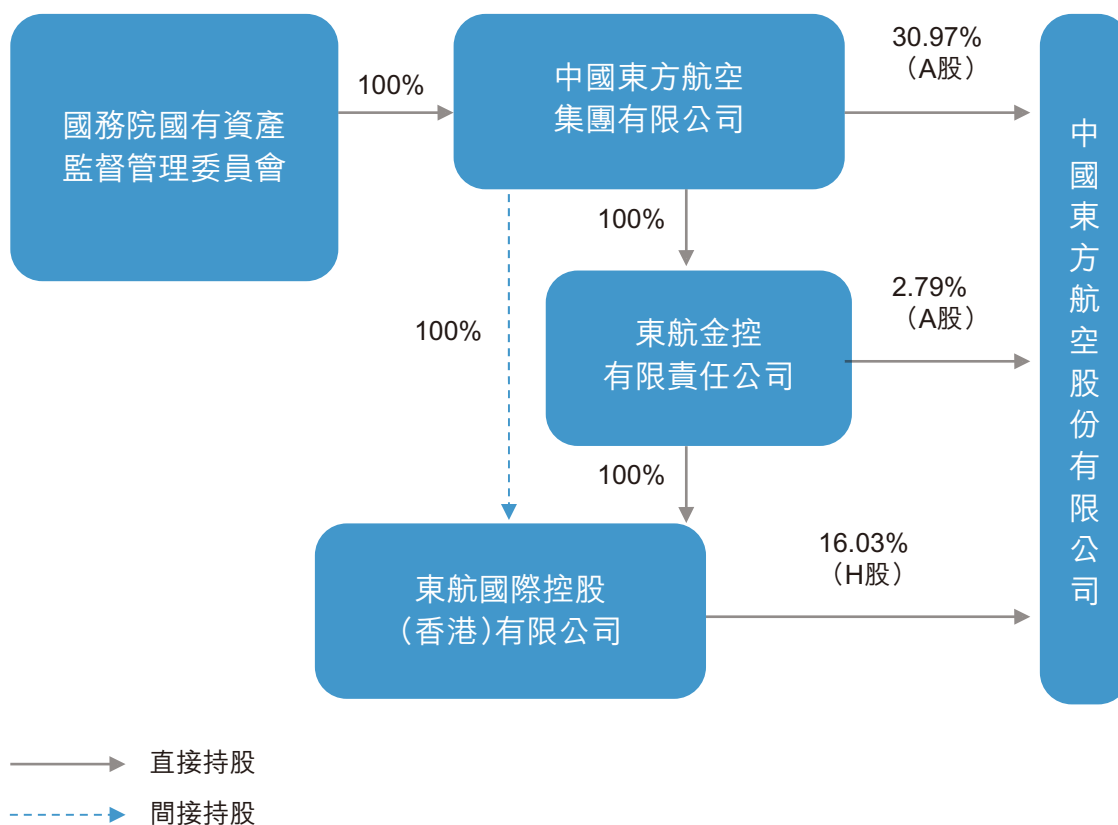 國務院國有資產
監督管理委員會
100%
中國東方航空
集團有限公司
30.97%
（A股）
100%
100%
東航金控
有限責任公司
2.79%
（A股）
100%
東航國際控股
（香港）有限公司
16.03%
（H股）
中國東方航空股份有限公司
直接持股
間接持股